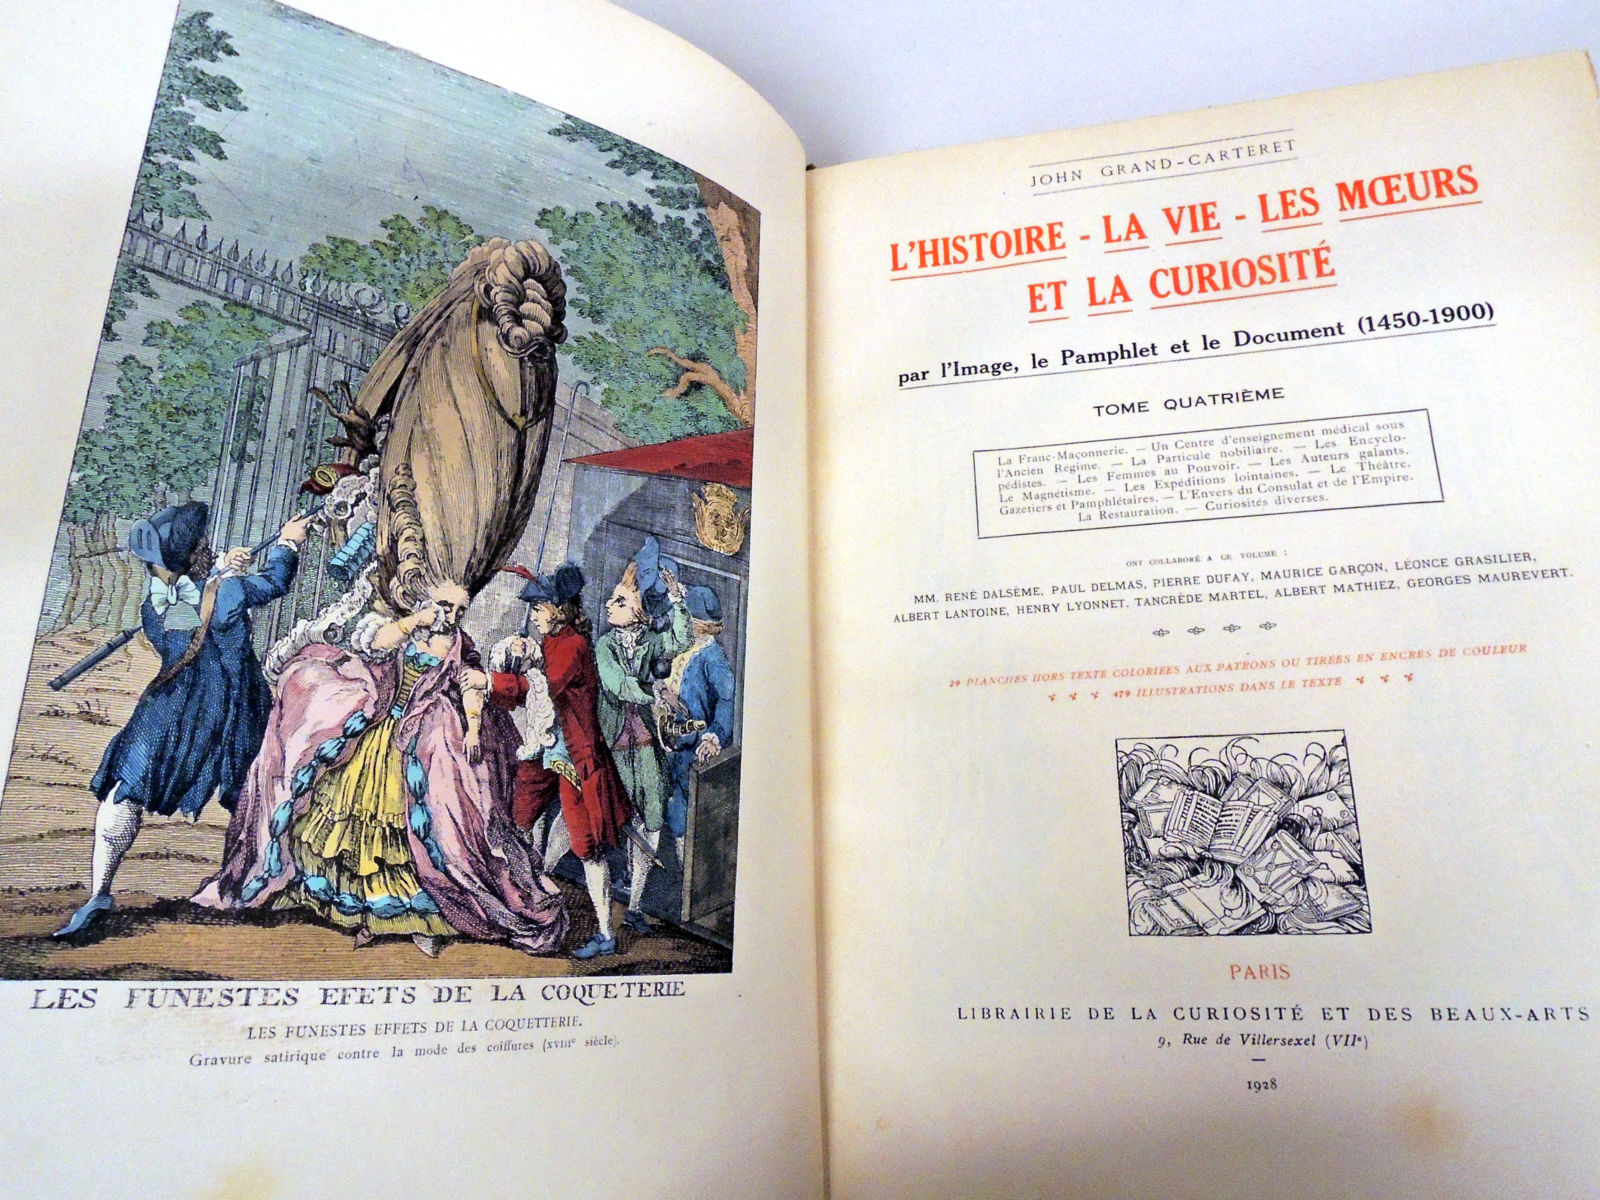 LES FUNESTES EFETS DE LA COQUETERIE
LES FUNESTES EFFETS DE LA COQUETTERIE.
Gravure satirique contre la mode des coiffures (XVIIIe siècle).
JOHN GRAND-CARTERET
L'HISTOIRE - LA VIE - LES MŒURS
ET LA CURIOSITÉ
par l'Image, le Pamphlet et le Document (1450-1900)
TOME QUATRIÈME
La Franc-Maçonnerie. — Un Centre d'enseignement médical sous
l'Ancien Régime. — La Particule nobiliaire. — Les Encyclo-
pédistes. — Les Femmes au Pouvoir. — Les Auteurs galants.
Le Magnétisme. — Les Expéditions lointaines. — Le Théâtre.
Gazetiers et Pamphlétaires. — L'Envers du Consulat et de l'Empire.
La Restauration. — Curiosités diverses.
ONT COLLABORÉ A CE VOLUME :
MM. RENÉ DALSÈME, PAUL DELMAS, PIERRE DUFAY, MAURICE GARÇON, LÉONCE GRASILIER,
ALBERT LANTOINE, HENRY LYONNET, TANCRÈDE MARTEL, ALBERT MATHIEZ, GEORGES MAUREVERT.
29 PLANCHES HORS TEXTE COLORIÉES AUX PATRONS OU TIRÉES EN ENCRES DE COULEUR
479 ILLUSTRATIONS DANS LE TEXTE
PARIS
LIBRAIRIE DE LA CURIOSITÉ ET DES BEAUX-ARTS
9, Rue de Villersexel (VIIe)
1928